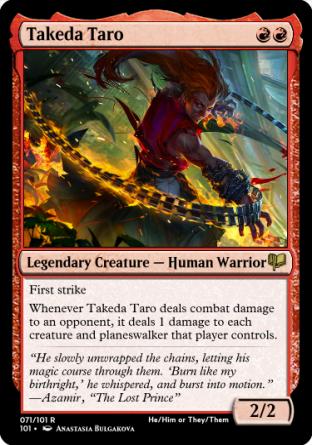 Takeda Taro
Legendary Creature — Human Warrior
First strike
Whenever Takeda Taro deals combat damage
to an opponent, it deals 1 damage to each
creature and planeswalker that player controls.
“He slowly unwrapped the chains, letting his
magic course through them. ‘Burn like my
birthright,’ he whispered, and burst into motion.”
—Azamir, “The Lost Prince”
2/2
071/101 R
He/Him or They/Them
101 • Anastasia Bulgakova